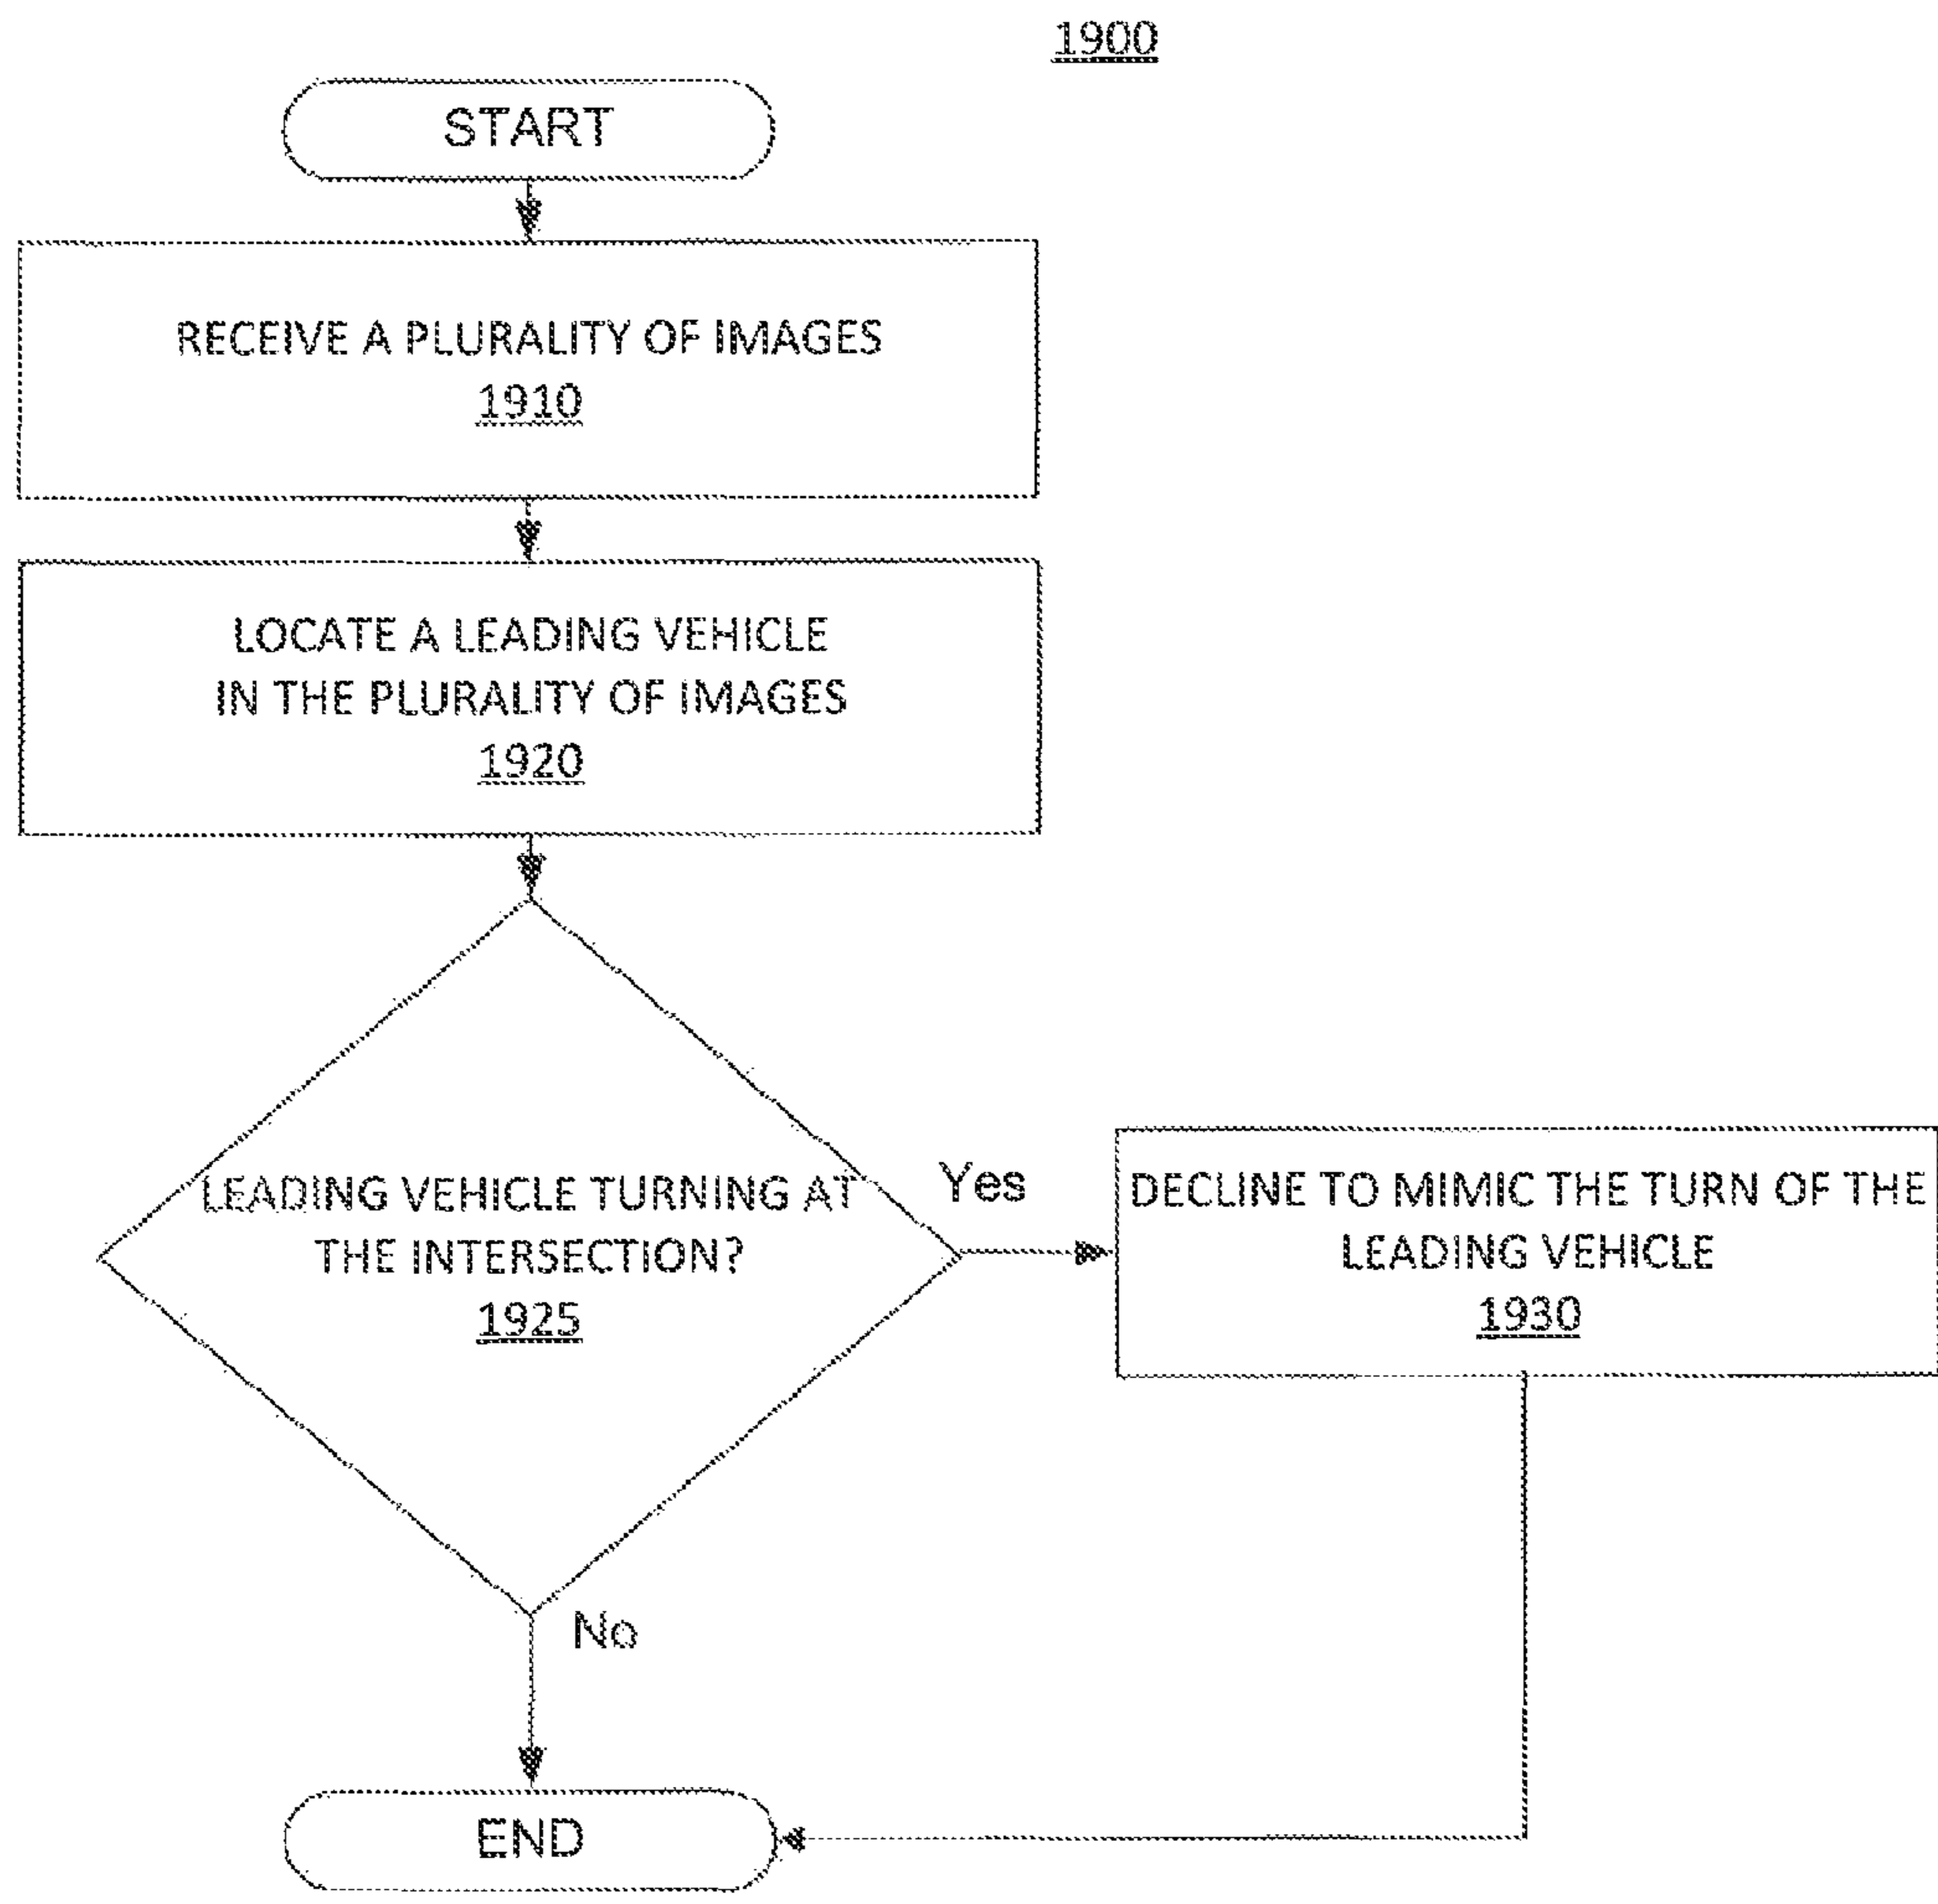 1900
START
RECEIVE A PLURALITY OF IMAGES
1910
LOCATE A LEADING VEHICLE
IN THE PLURALITY OF IMAGES
1920
LEADING VEHICLE TURNING AT
THE INTERSECTION?
1925
Yes
DECLINE TO MIMIC THE TURN OF THE
LEADING VEHICLE
1930
No
END